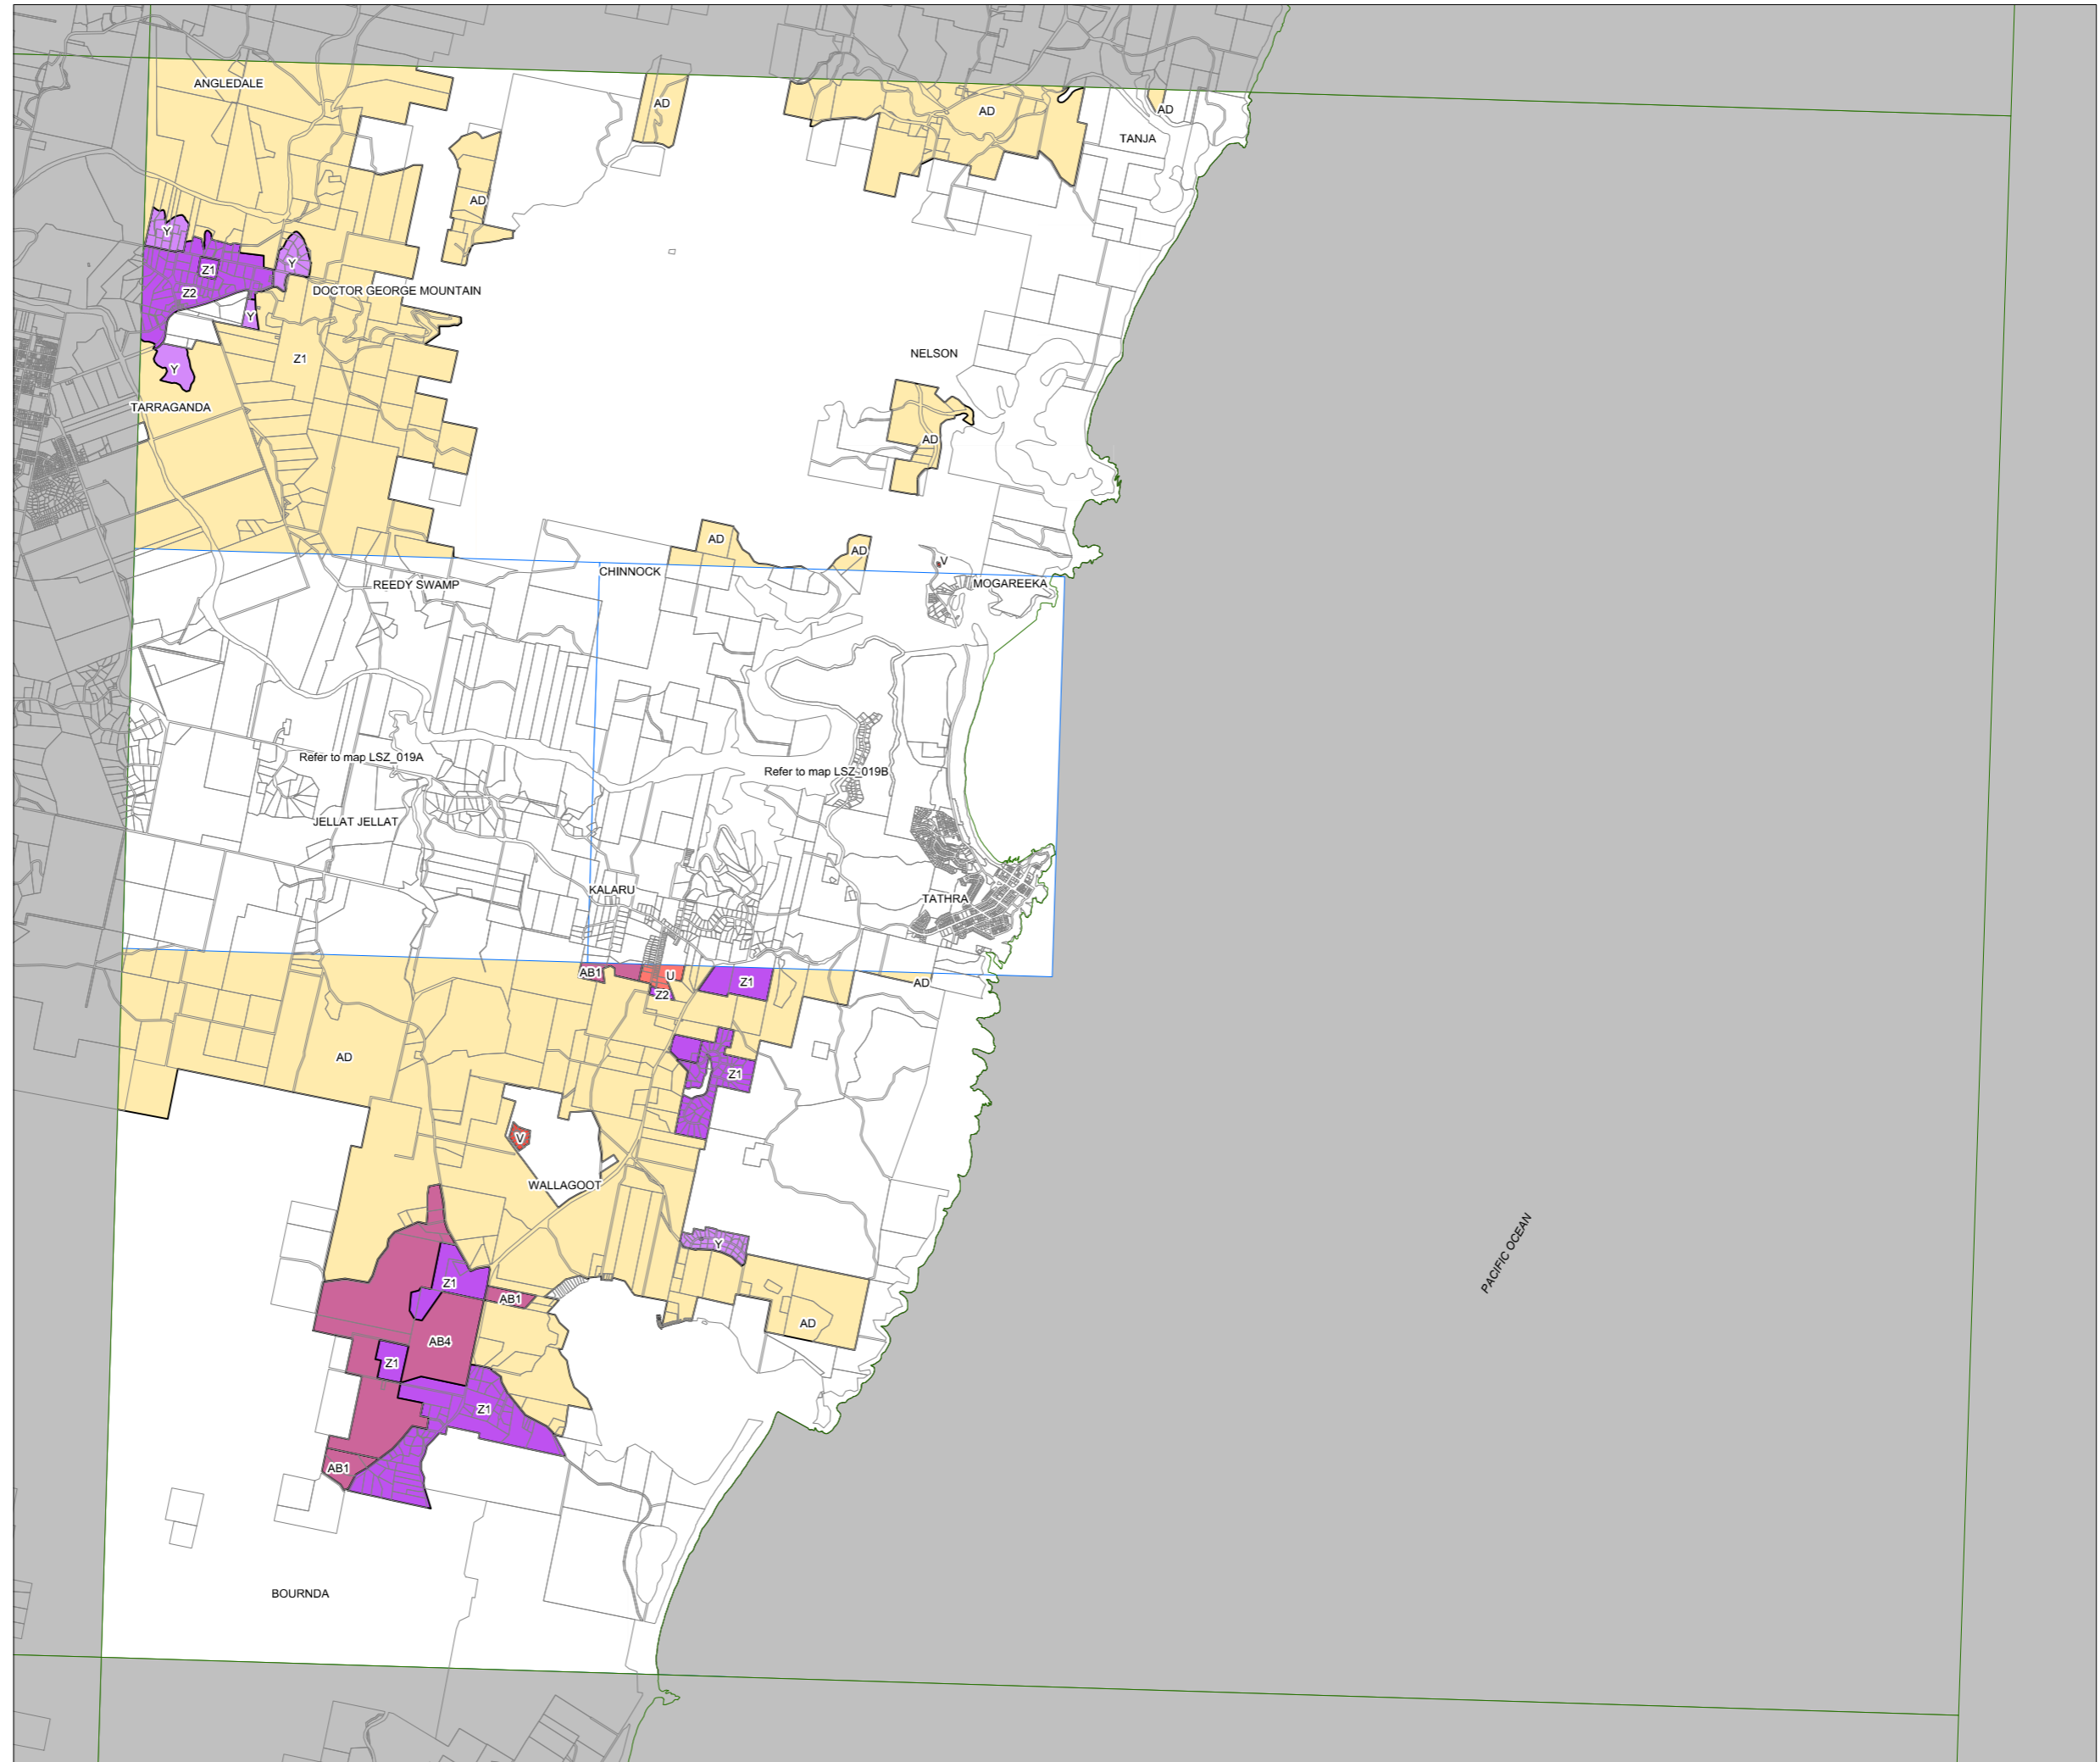 ANGLEDALE
AD
AD
AD
TANJA
AD
Y
Y
Z1
Z2
DOCTOR GEORGE MOUNTAIN
Y
Z1
NELSON
Y
TARRAGANDA
AD
AD
AD
V
CHINNOCK
REEDY SWAMP
MOGAREEKA
Refer to map LSZ_019A
Refer to map LSZ_019B
JELLAT JELLAT
KALARU
TATHRA
AB1
U
Z1
AD
Z2
AD
Z1
V
WALLAGOOT
Y
PACIFIC OCEAN
Z1
AB1
AD
AB4
Z1
Z1
AB1
BOURNDA